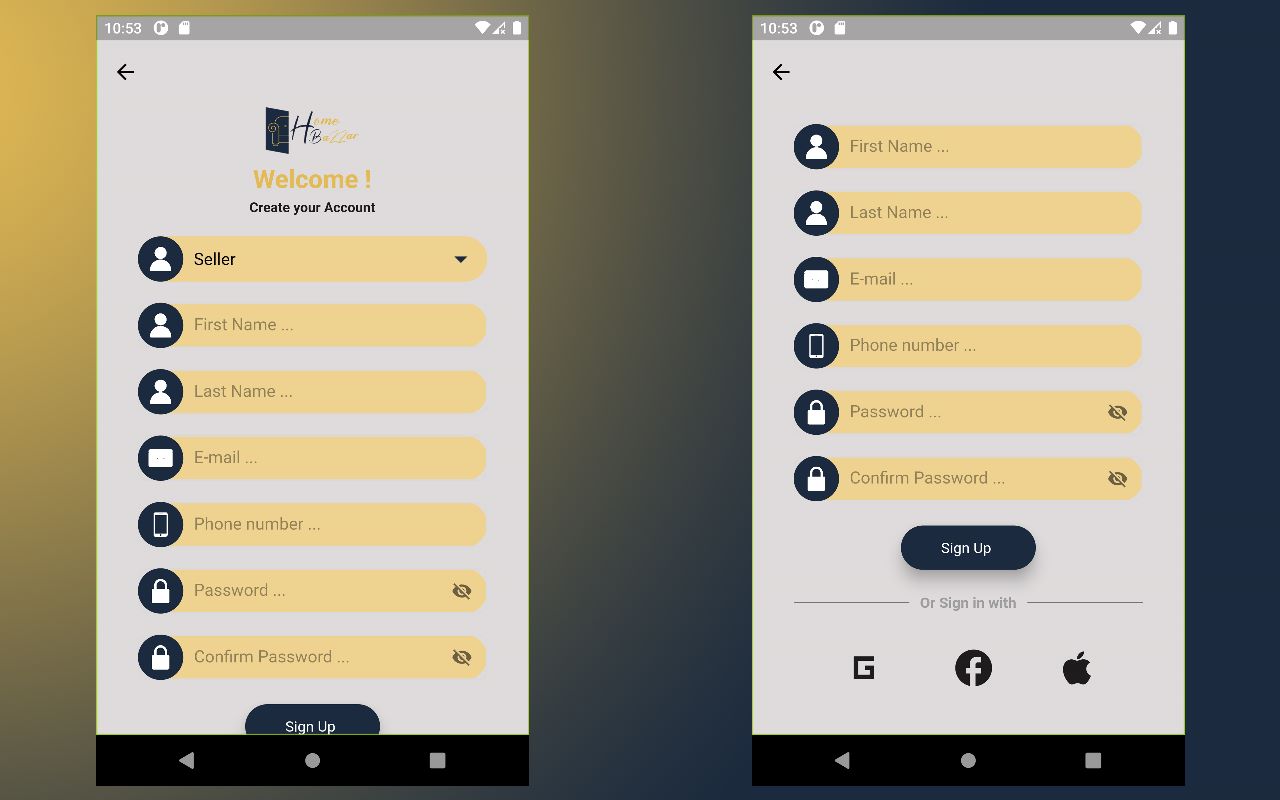 10:53
Home
Bazzar
Welcome !
Create your Account
Seller
First Name ...
Last Name ...
E-mail ...
Phone number ...
Password ...
Confirm Password ...
Sign Up
10:53
First Name ...
Last Name ...
E-mail ...
Phone number ...
Password ...
Confirm Password ...
Sign Up
Or Sign in with
G